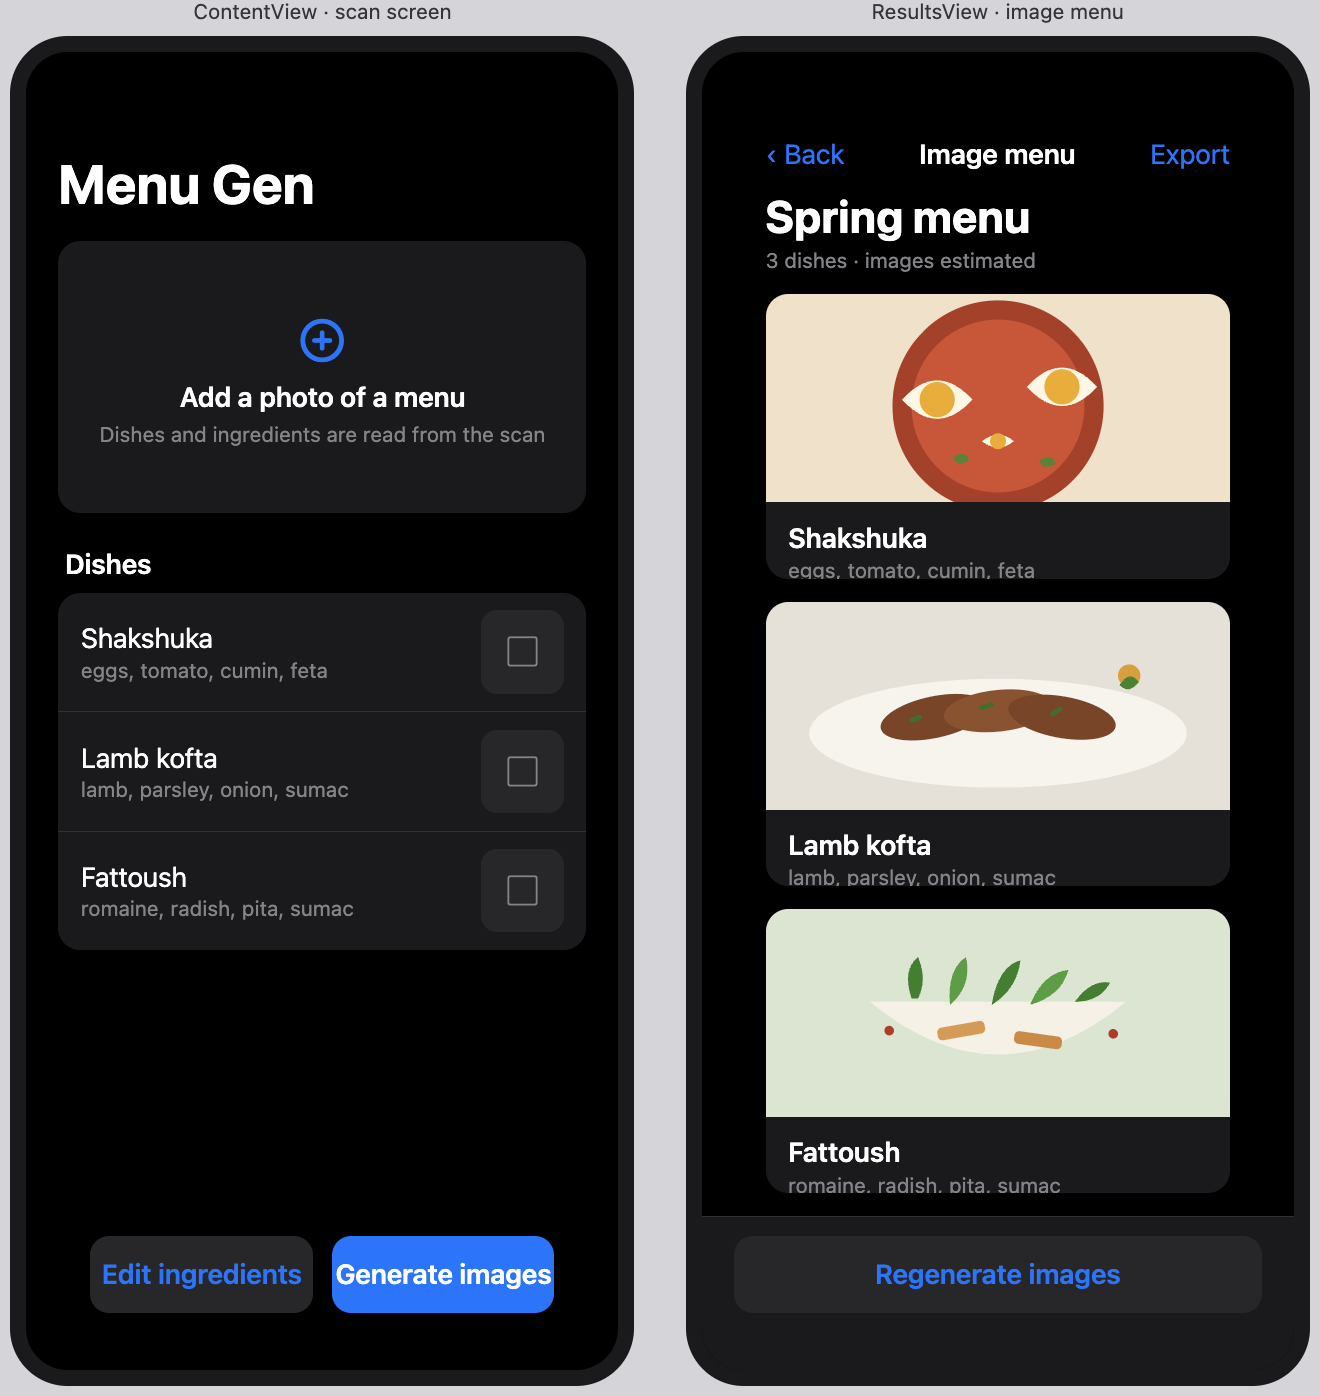 ContentView · scan screen
Menu Gen
Add a photo of a menu
Dishes and ingredients are read from the scan
Dishes
Shakshuka
eggs, tomato, cumin, feta
Lamb kofta
lamb, parsley, onion, sumac
Fattoush
romaine, radish, pita, sumac
Edit ingredients
Generate images
ResultsView · image menu
‹ Back
Image menu
Export
Spring menu
3 dishes · images estimated
Shakshuka
eggs, tomato, cumin, feta
Lamb kofta
lamb, parsley, onion, sumac
Fattoush
romaine, radish, pita, sumac
Regenerate images